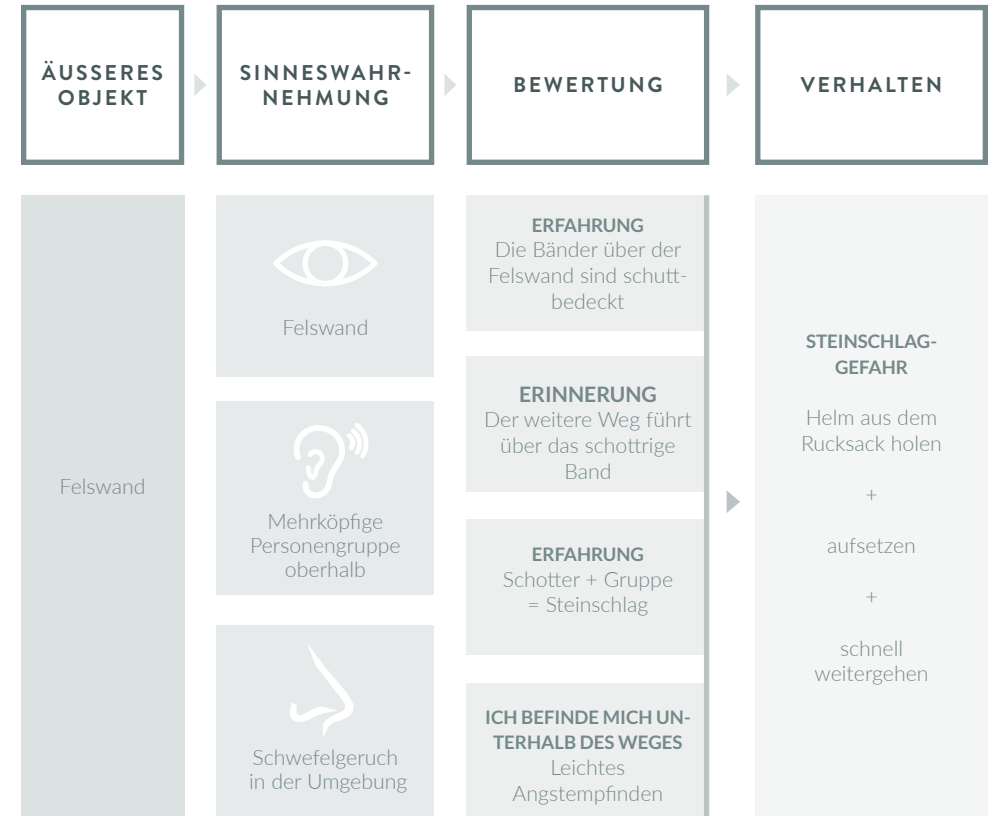 ÄUSSERES
OBJEKT
SINNESWAHR-
NEHMUNG
BEWERTUNG
VERHALTEN
Felswand
Felswand
Mehrköpfige
Personengruppe
oberhalb
Schwefelgeruch
in der Umgebung
ERFAHRUNG
Die Bänder über der
Felswand sind schutt-
bedeckt
ERINNERUNG
Der weitere Weg führt
über das schottrige
Band
ERFAHRUNG
Schotter + Gruppe
= Steinschlag
ICH BEFINDE MICH UN-
TERHALB DES WEGES
Leichtes
Angstempfinden
STEINSCHLAG-
GEFAHR
Helm aus dem
Rucksack holen
+
aufsetzen
+
schnell
weitergehen